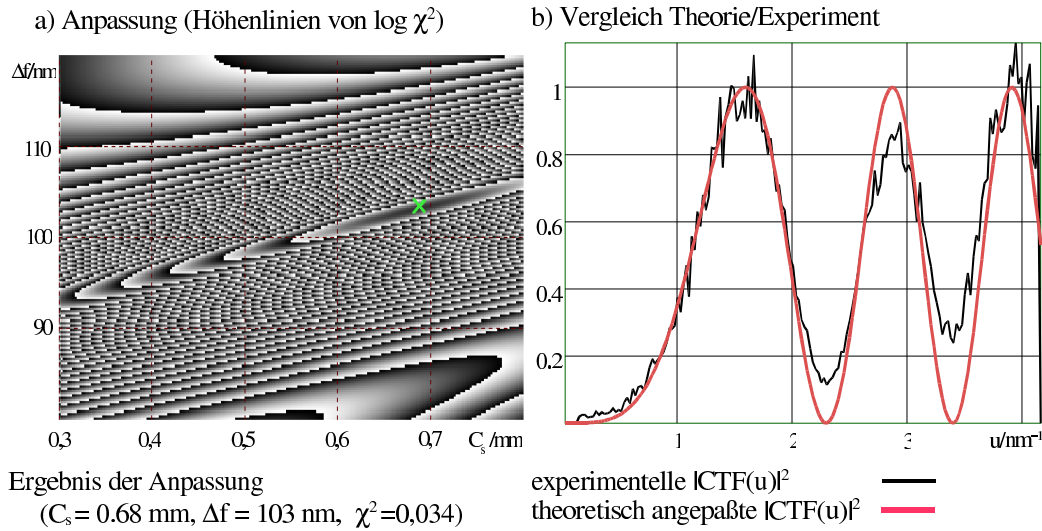 a) Anpassung (Höhenlinien von log χ²)
Δf/nm
110
100
90
0,3 0,4 0,5 0,6 0,7 Cₛ/mm
b) Vergleich Theorie/Experiment
1
0.8
0.6
0.4
0.2
1 2 3 u/nm⁻¹
Ergebnis der Anpassung
(Cₛ = 0.68 mm, Δf = 103 nm, χ²=0,034)
experimentelle |CTF(u)|²
theoretisch angepaßte |CTF(u)|²